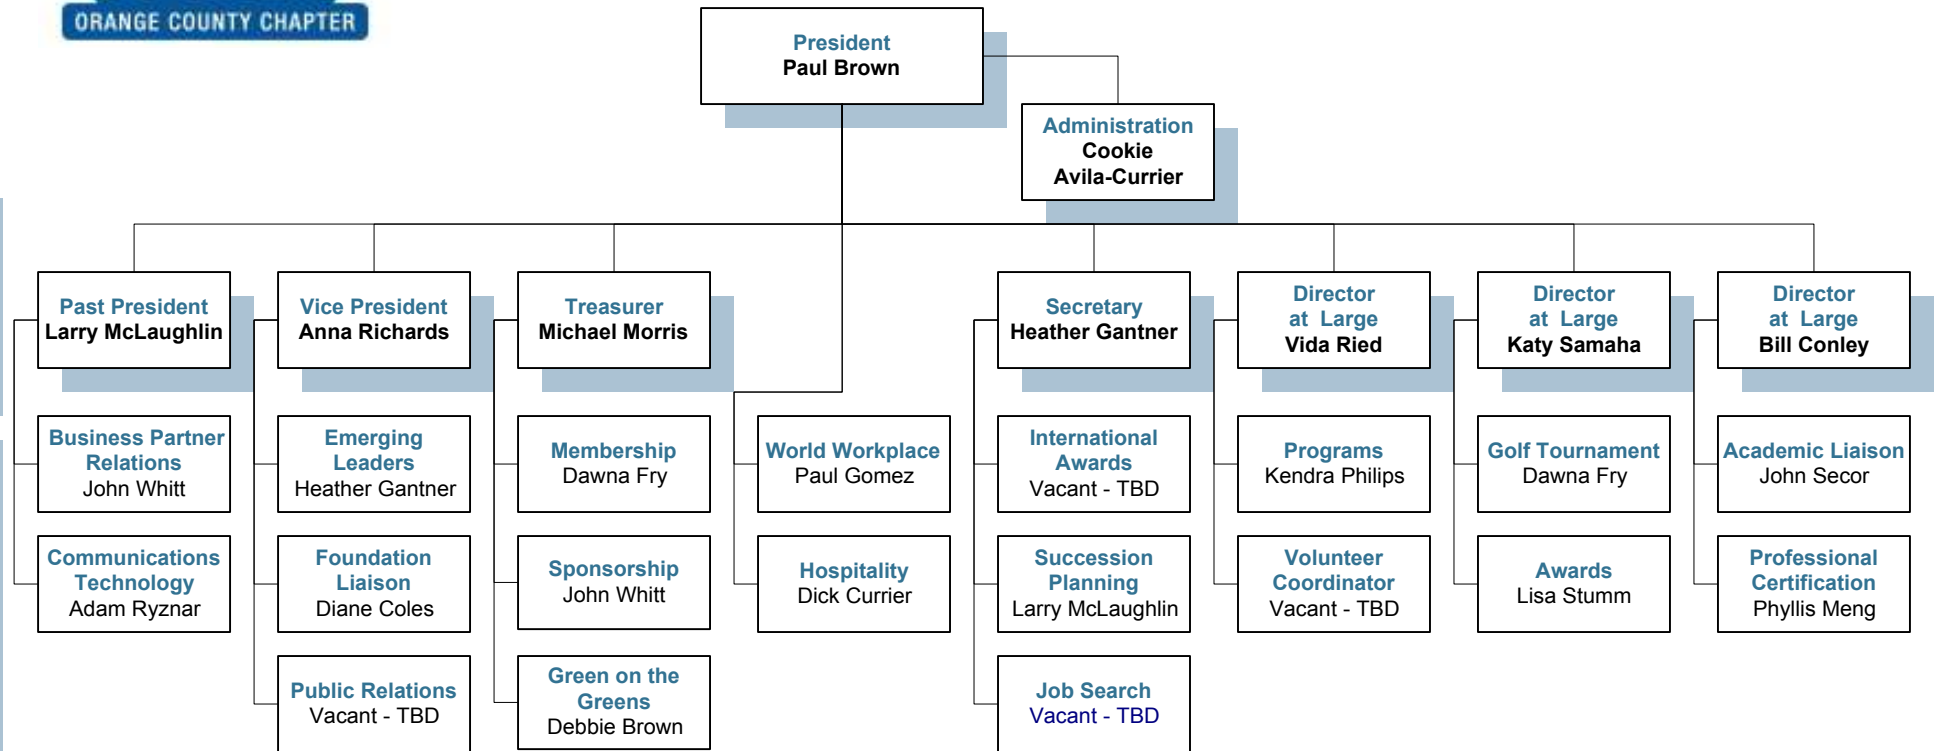 ORANGE COUNTY CHAPTER
President
Paul Brown
Administration
Cookie
Avila-Currier
Past President
Larry McLaughlin
Vice President
Anna Richards
Treasurer
Michael Morris
Secretary
Heather Gantner
Director
at Large
Vida Ried
Director
at Large
Katy Samaha
Director
at Large
Bill Conley
Business Partner
Relations
John Whitt
Emerging
Leaders
Heather Gantner
Membership
Dawna Fry
World Workplace
Paul Gomez
International
Awards
Vacant - TBD
Programs
Kendra Philips
Golf Tournament
Dawna Fry
Academic Liaison
John Secor
Communications
Technology
Adam Ryznar
Foundation
Liaison
Diane Coles
Sponsorship
John Whitt
Hospitality
Dick Currier
Succession
Planning
Larry McLaughlin
Volunteer
Coordinator
Vacant - TBD
Awards
Lisa Stumm
Professional
Certification
Phyllis Meng
Public Relations
Vacant - TBD
Green on the
Greens
Debbie Brown
Job Search
Vacant - TBD